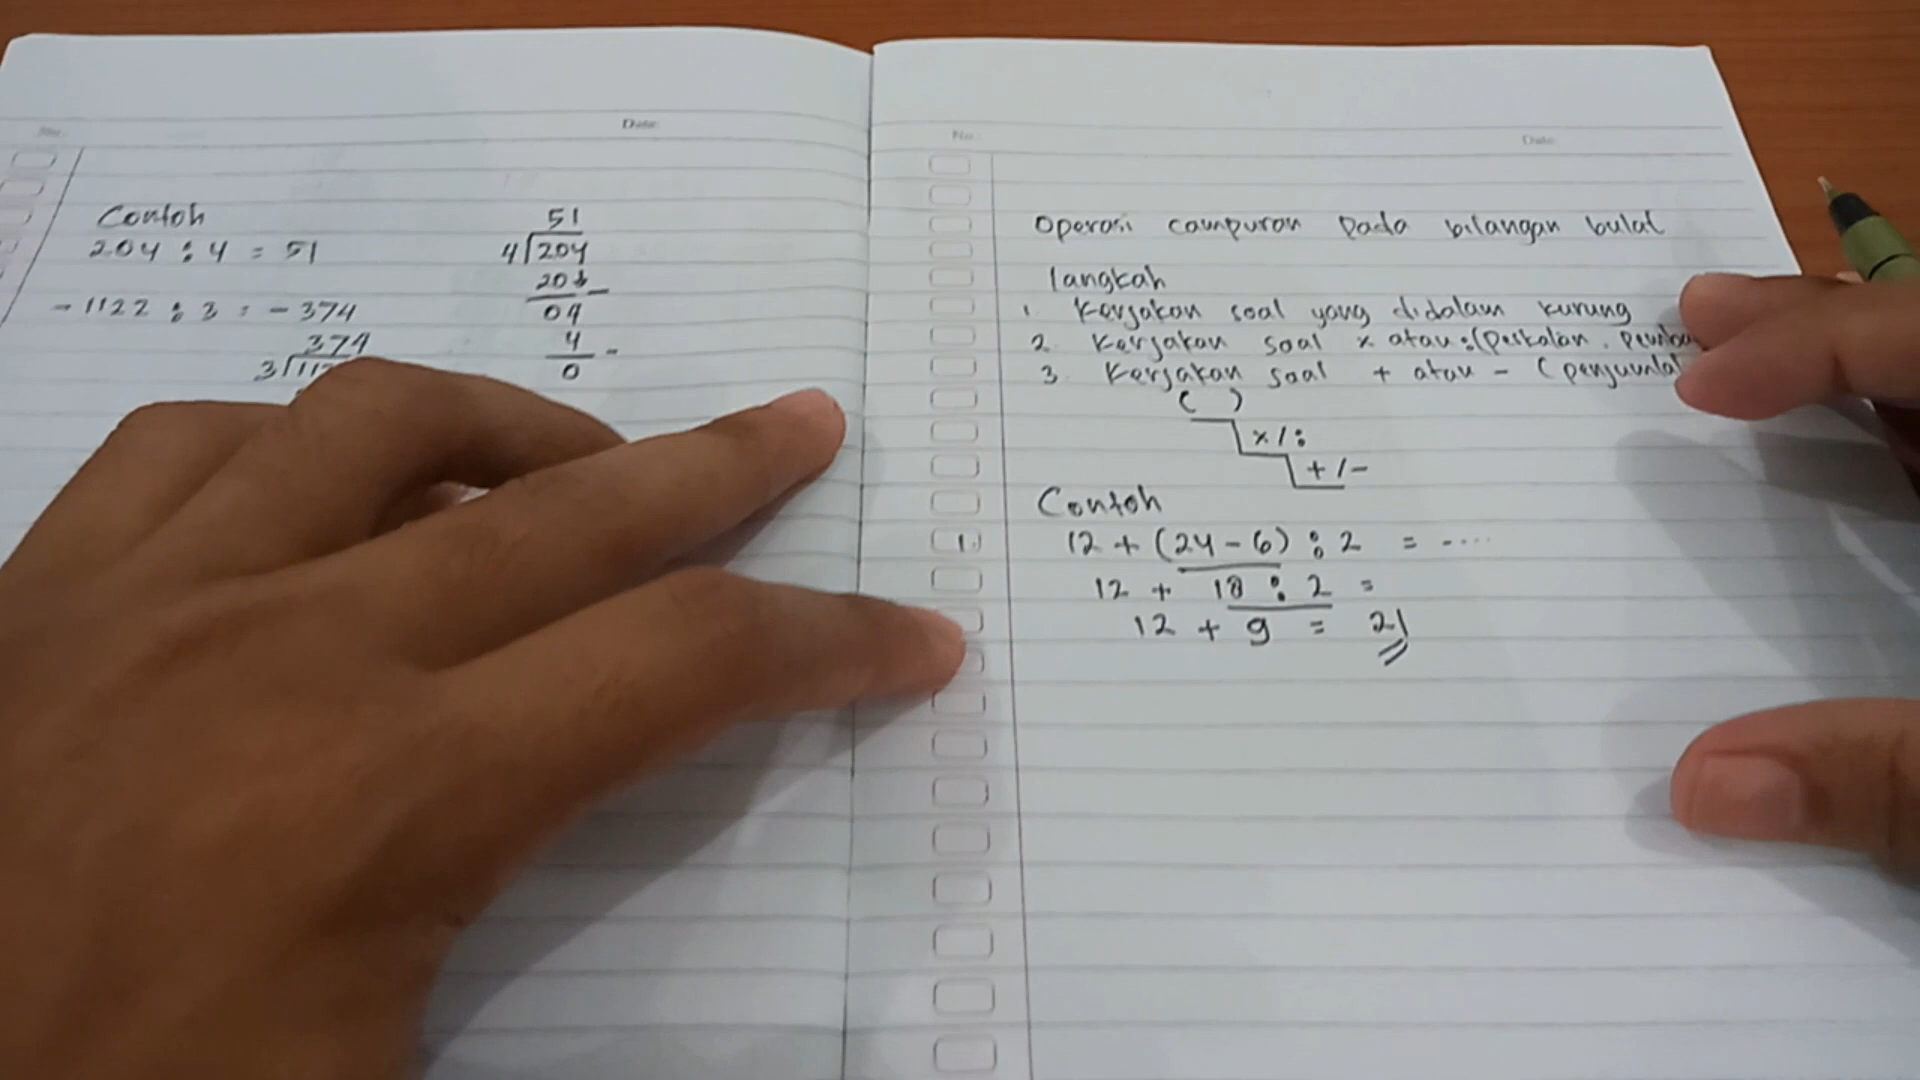 No
Date
Contoh
204 : 4 = 51
51
4 204
20
04
4 -
0
- 1122 : 3 = - 374
374
3
No
Date
Operasi campuran pada bilangan bulat
langkah
1. Kerjakan soal yang didalam kurung
2. Kerjakan soal x atau : (perkalian,
3. Kerjakan soal + atau - (
( )
x / :
+ / -
Contoh
1. 12 + (24 - 6) : 2 = ....
12 + 18 : 2 =
12 + 9 = 21